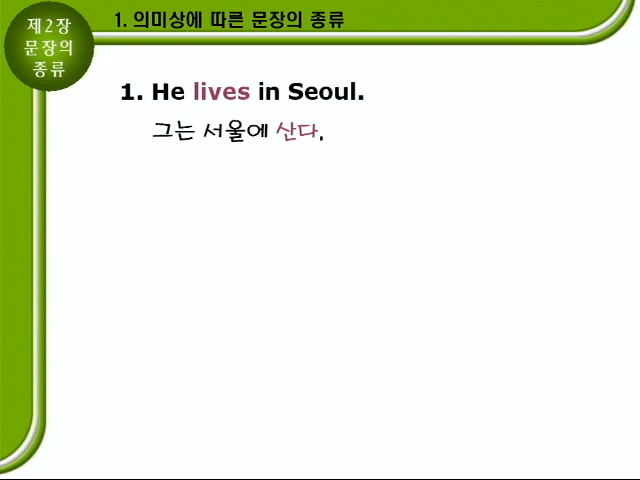 제2장
문장의
종류
1. 의미상에 따른 문장의 종류
1. He lives in Seoul.
그는 서울에 산다.